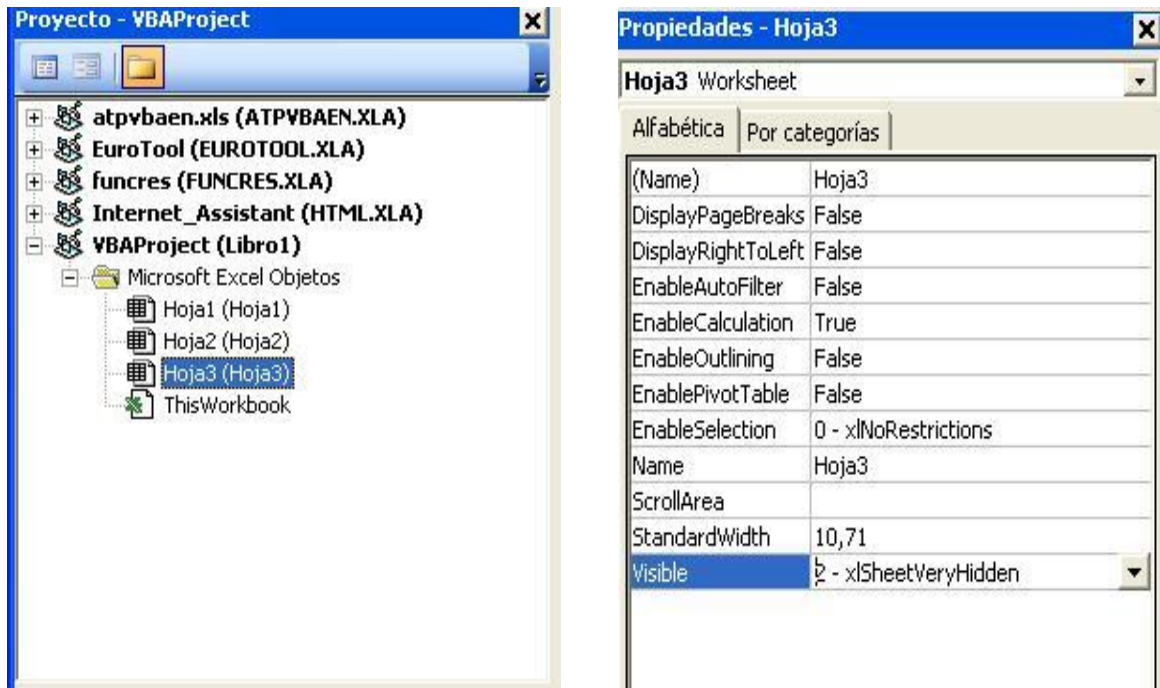 Proyecto - VBAProject
atpvbaen.xls (ATPVBAEN.XLA)
EuroTool (EUROTOOL.XLA)
funcres (FUNCRES.XLA)
Internet_Assistant (HTML.XLA)
VBAProject (Libro1)
Microsoft Excel Objetos
Hoja1 (Hoja1)
Hoja2 (Hoja2)
Hoja3 (Hoja3)
ThisWorkbook
Propiedades - Hoja3
Hoja3 Worksheet
Alfabética Por categorías
(Name) Hoja3
DisplayPageBreaks False
DisplayRightToLeft False
EnableAutoFilter False
EnableCalculation True
EnableOutlining False
EnablePivotTable False
EnableSelection 0 - xlNoRestrictions
Name Hoja3
ScrollArea
StandardWidth 10,71
Visible 2 - xlSheetVeryHidden